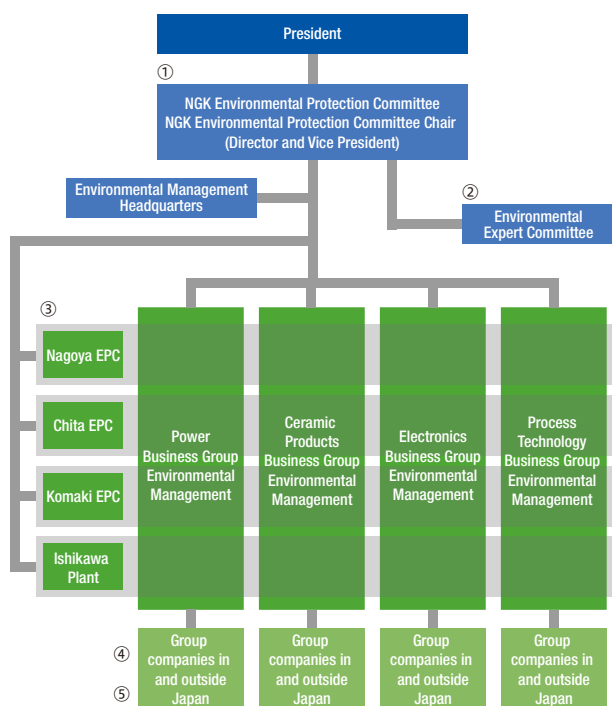 President
①
NGK Environmental Protection Committee
NGK Environmental Protection Committee Chair
(Director and Vice President)
Environmental Management
Headquarters
②
Environmental
Expert Committee
③
Nagoya EPC
Chita EPC
Komaki EPC
Ishikawa
Plant
Power
Business Group
Environmental
Management
Ceramic
Products
Business Group
Environmental
Management
Electronics
Business Group
Environmental
Management
Process
Technology
Business Group
Environmental
Management
④
⑤
Group
companies in
and outside
Japan
Group
companies in
and outside
Japan
Group
companies in
and outside
Japan
Group
companies in
and outside
Japan